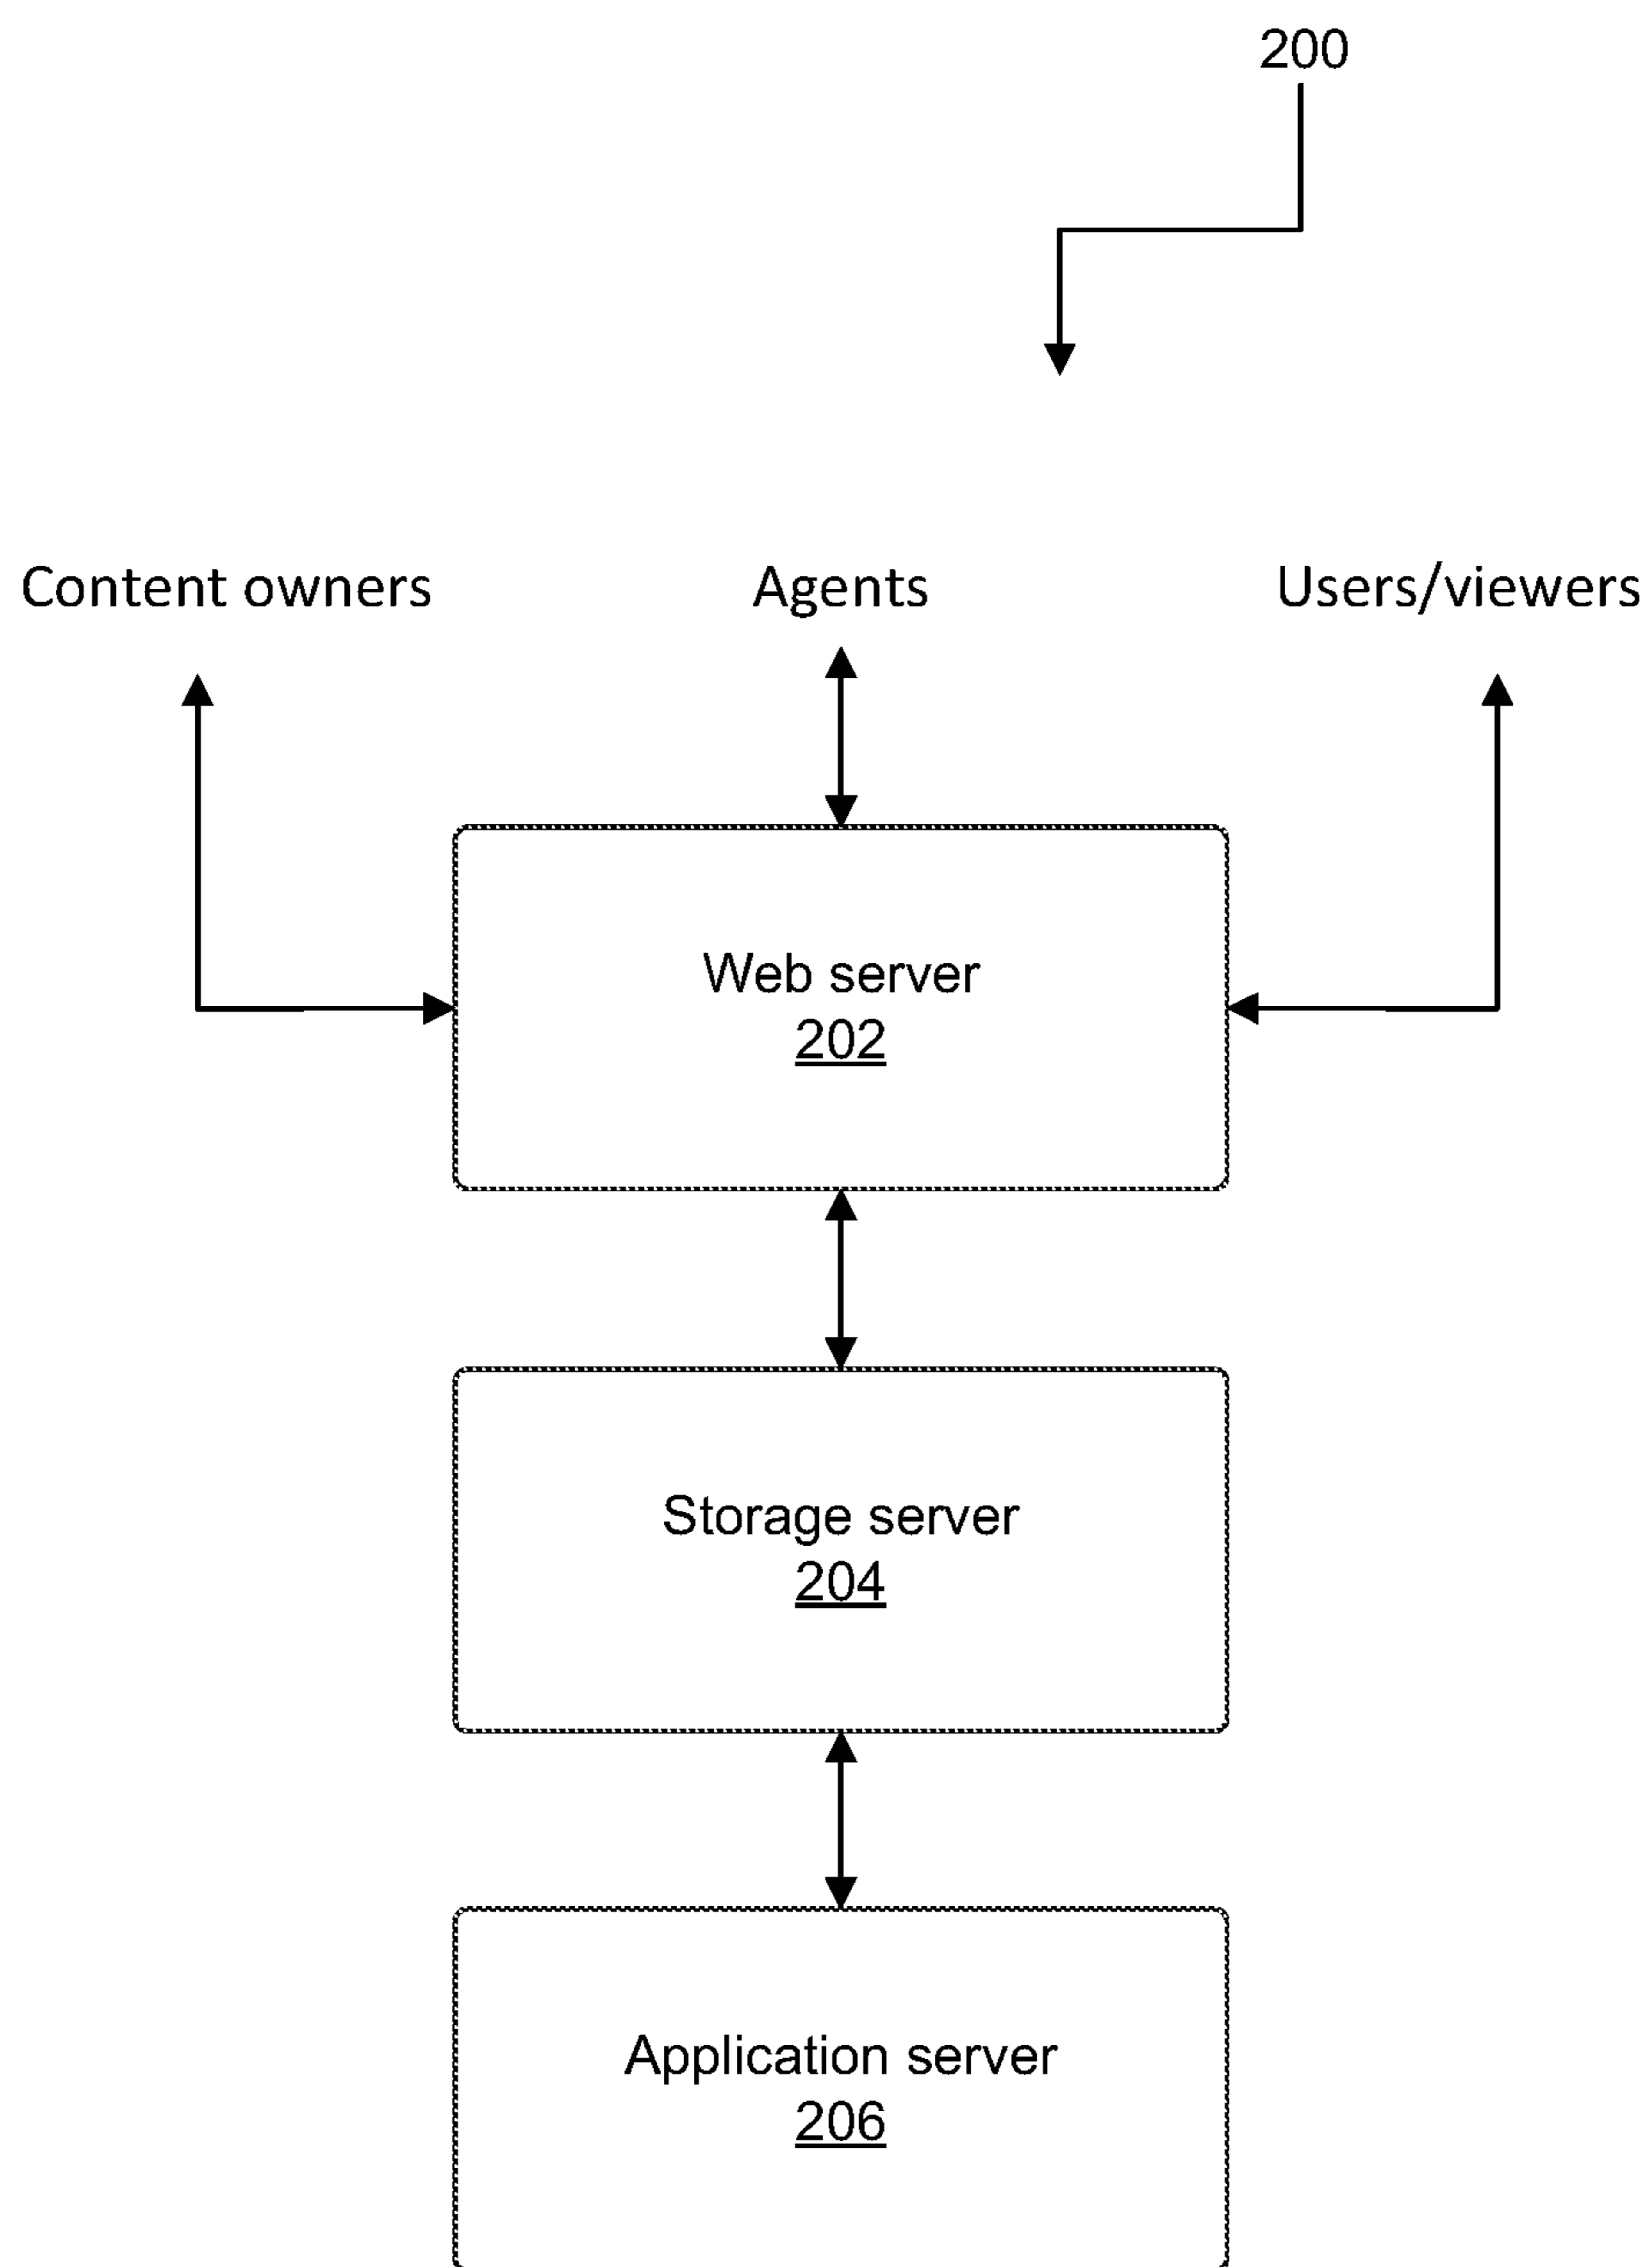 200
Content owners
Agents
Users/viewers
Web server
202
Storage server
204
Application server
206